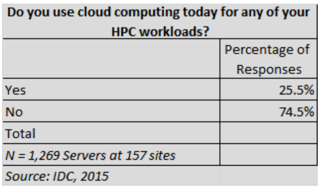 Do you use cloud computing today for any of your
HPC workloads?
Percentage of
Responses
Yes 25.5%
No 74.5%
Total
N = 1,269 Servers at 157 sites
Source: IDC, 2015